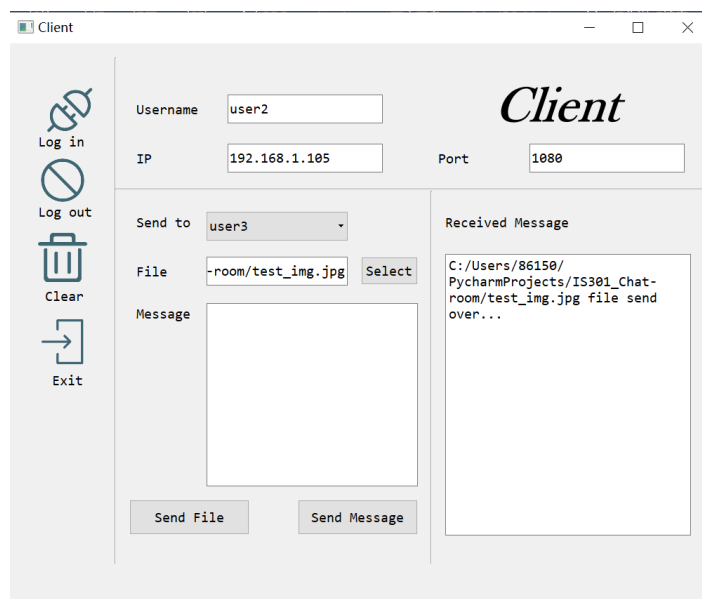 Client
Log in
Log out
Clear
Exit
Username
user2
Client
IP
192.168.1.105
Port
1080
Send to
user3
File
-room/test_img.jpg
Select
Message
Send File
Send Message
Received Message
C:/Users/86150/
PycharmProjects/IS301_Chat-
room/test_img.jpg file send
over...